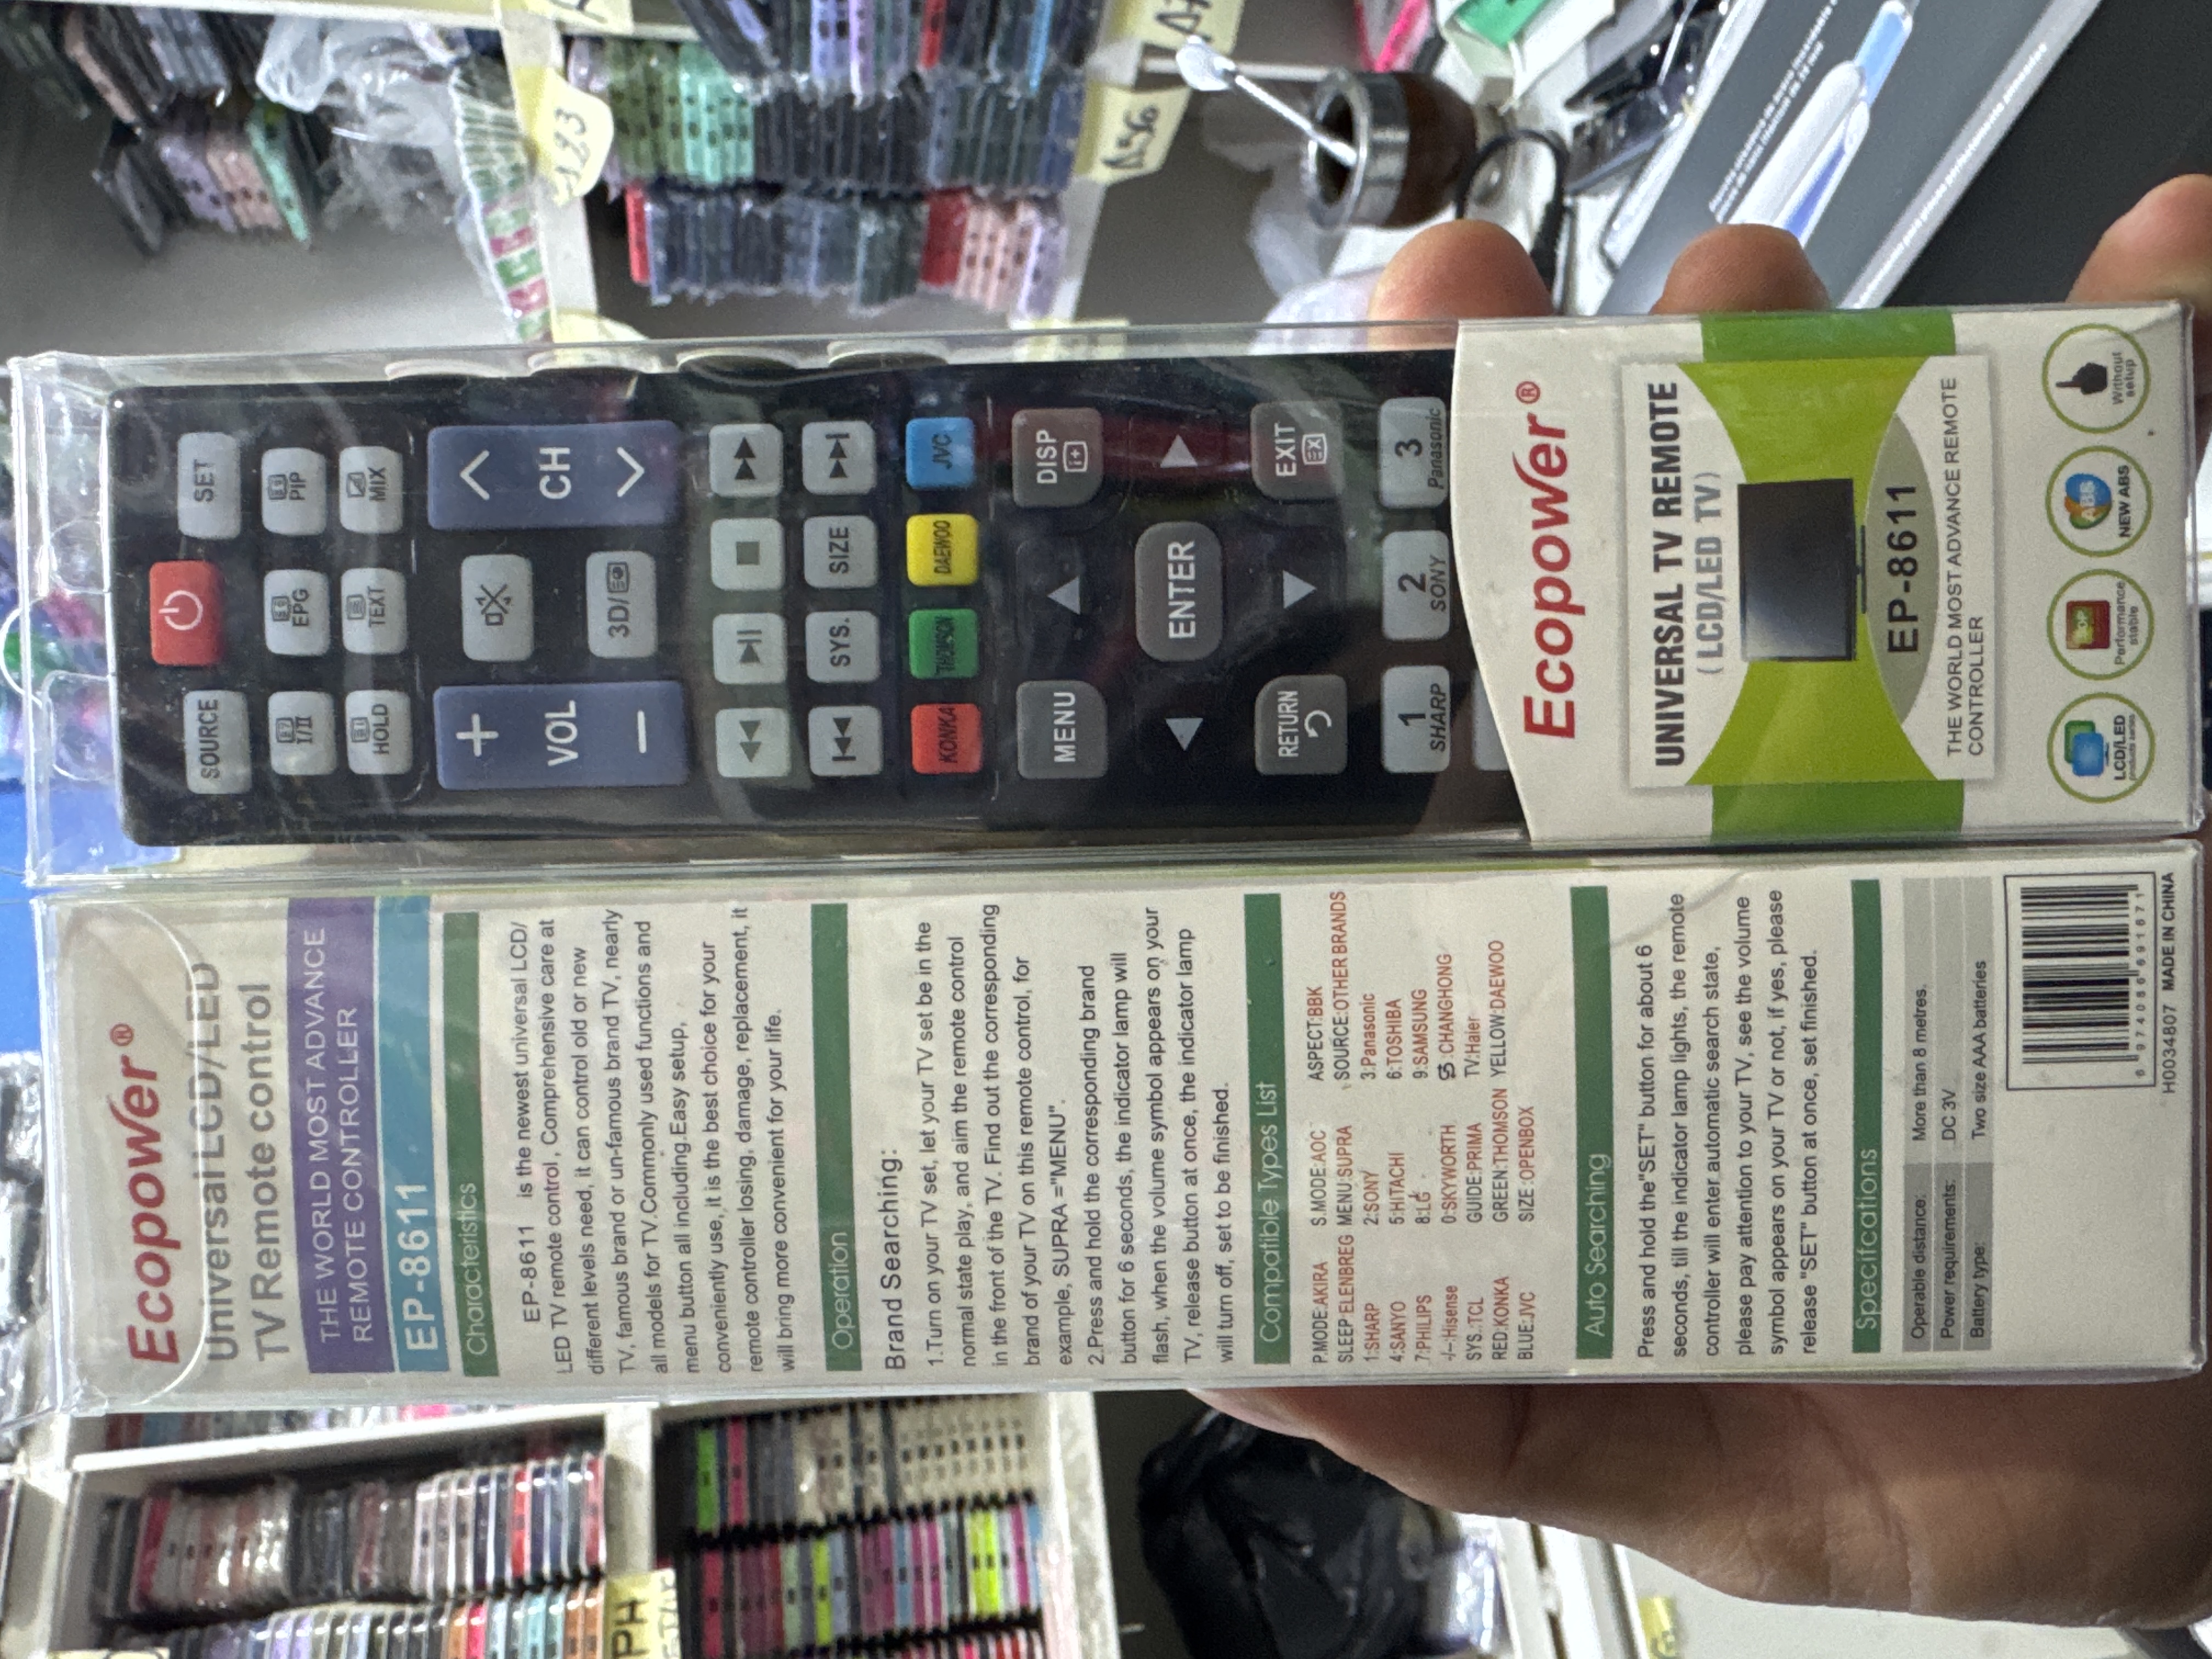 Ecopower®
Universal LCD/LED
TV Remote control
THE WORLD MOST ADVANCE
REMOTE CONTROLLER
EP-8611
Characteristics
EP-8611 is the newest universal LCD/
LED TV remote control , Comprehensive care at
different levels need, it can control old or new
TV, famous brand or un-famous brand TV, nearly
all models for TV.Commonly used functions and
menu button all including.Easy setup,
conveniently use, it is the best choice for your
remote controller losing, damage, replacement, it
will bring more convenient for your life.
Operation
Brand Searching:
1.Turn on your TV set, let your TV set be in the
normal state play, and aim the remote control
in the front of the TV. Find out the corresponding
brand of your TV on this remote control, for
example, SUPRA ="MENU".
2.Press and hold the corresponding brand
button for 6 seconds, the indicator lamp will
flash, when the volume symbol appears on your
TV, release button at once, the indicator lamp
will turn off, set to be finished.
Compatible Types List
P.MODE:AKIRA S.MODE:AOC ASPECT:BBK
SLEEP:ELENBREG MENU:SUPRA SOURCE:OTHER BRANDS
1:SHARP 2:SONY 3:Panasonic
4:SANYO 5:HITACHI 6:TOSHIBA
7:PHILIPS 8:LG 9:SAMSUNG
-/--:Hisense 0:SKYWORTH :CHANGHONG
SYS.:TCL GUIDE:PRIMA TV:Haier
RED:KONKA GREEN:THOMSON YELLOW:DAEWOO
BLUE:JVC SIZE:OPENBOX
Auto Searching
Press and hold the"SET" button for about 6
seconds, till the indicator lamp lights, the remote
controller will enter automatic search state,
please pay attention to your TV, see the volume
symbol appears on your TV or not, if yes, please
release "SET" button at once, set finished.
Specifcations
Operable distance: More than 8 metres.
Power requirements: DC 3V
Battery type: Two size AAA batteries
6974086691671
H0034807 MADE IN CHINA
SOURCE SET
I/II EPG PIP
HOLD TEXT MIX
+ CH
VOL
− 3D/
SYS. SIZE
KONKA THOMSON DAEWOO JVC
MENU DISP
ENTER
RETURN EXIT
1 2 3
SHARP SONY Panasonic
Ecopower®
UNIVERSAL TV REMOTE
(LCD/LED TV)
EP-8611
THE WORLD MOST ADVANCE REMOTE
CONTROLLER
LCD/LED
Performance
stable
ABS
NEW ABS
Without
setup
A56
PH